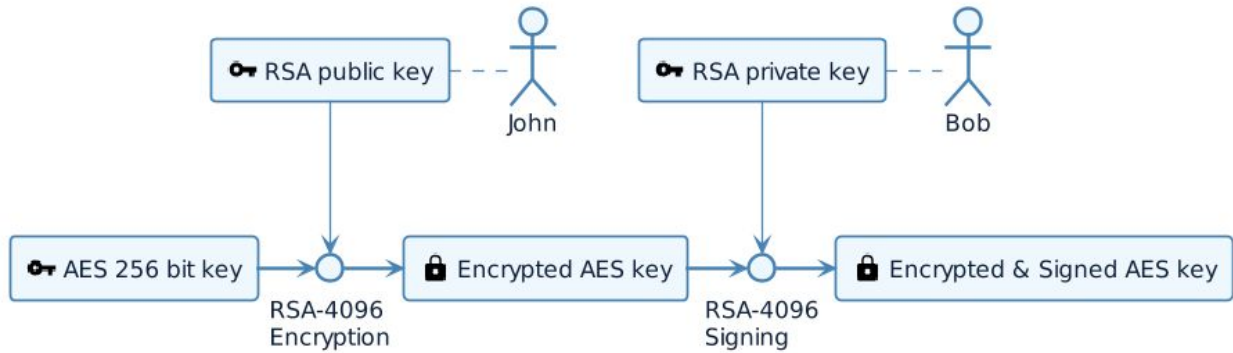 RSA public key
John
RSA private key
Bob
AES 256 bit key
RSA-4096
Encryption
Encrypted AES key
RSA-4096
Signing
Encrypted & Signed AES key